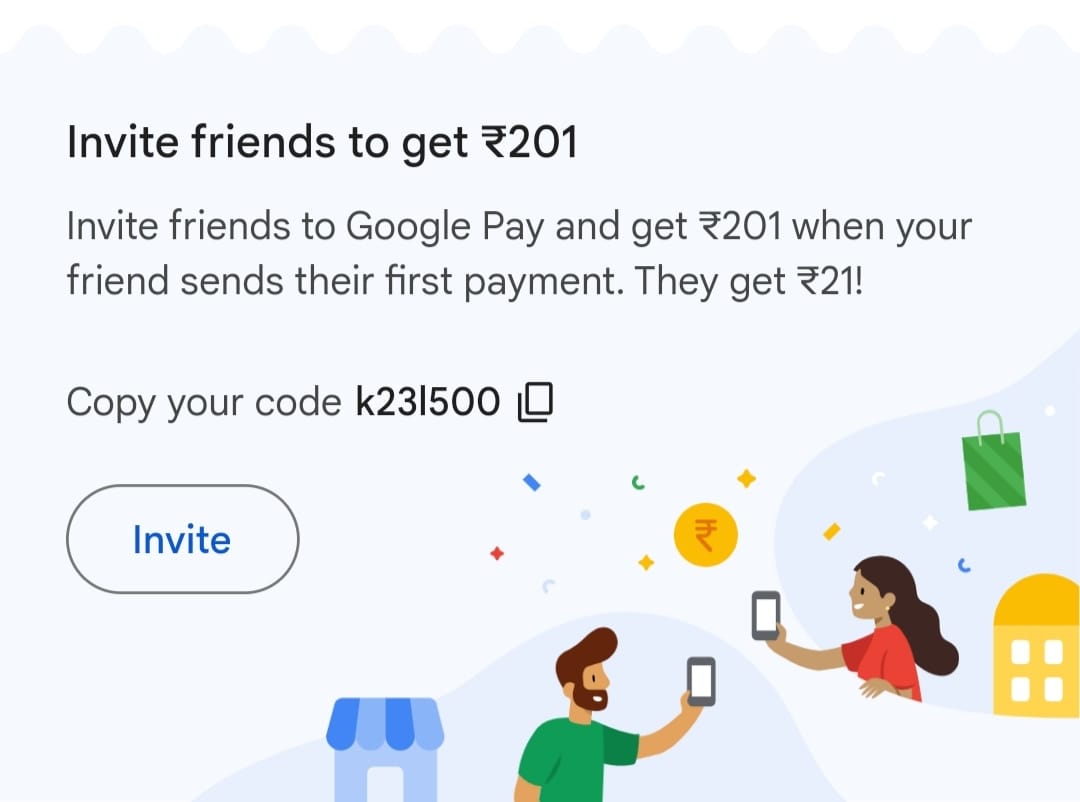 Invite friends to get ₹201
Invite friends to Google Pay and get ₹201 when your
friend sends their first payment. They get ₹21!
Copy your code k23l500
Invite
₹